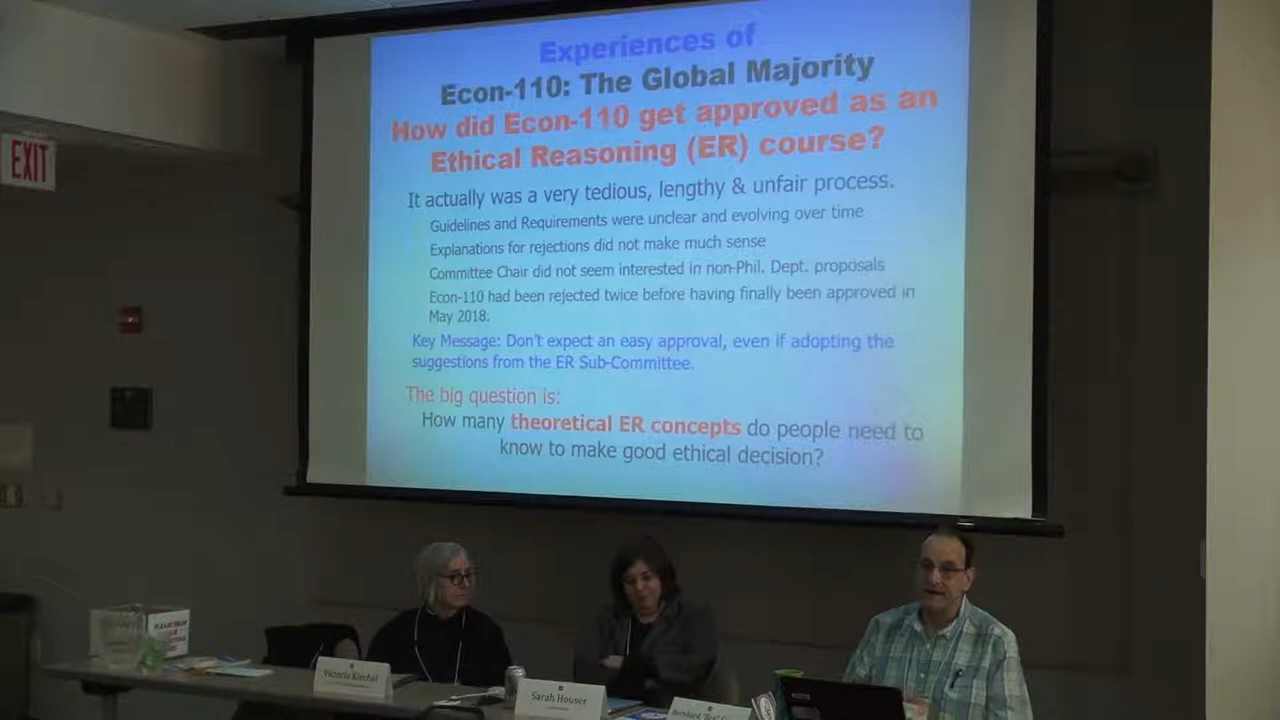 Experiences of
Econ-110: The Global Majority
How did Econ-110 get approved as an
Ethical Reasoning (ER) course?
It actually was a very tedious, lengthy & unfair process.
Guidelines and Requirements were unclear and evolving over time
Explanations for rejections did not make much sense
Committee Chair did not seem interested in non-Phil. Dept. proposals
Econ-110 had been rejected twice before having finally been approved in
May 2018.
Key Message: Don't expect an easy approval, even if adopting the
suggestions from the ER Sub-Committee.
The big question is:
How many theoretical ER concepts do people need to
know to make good ethical decision?
EXIT
Victoria Kiechel
Sarah Houser